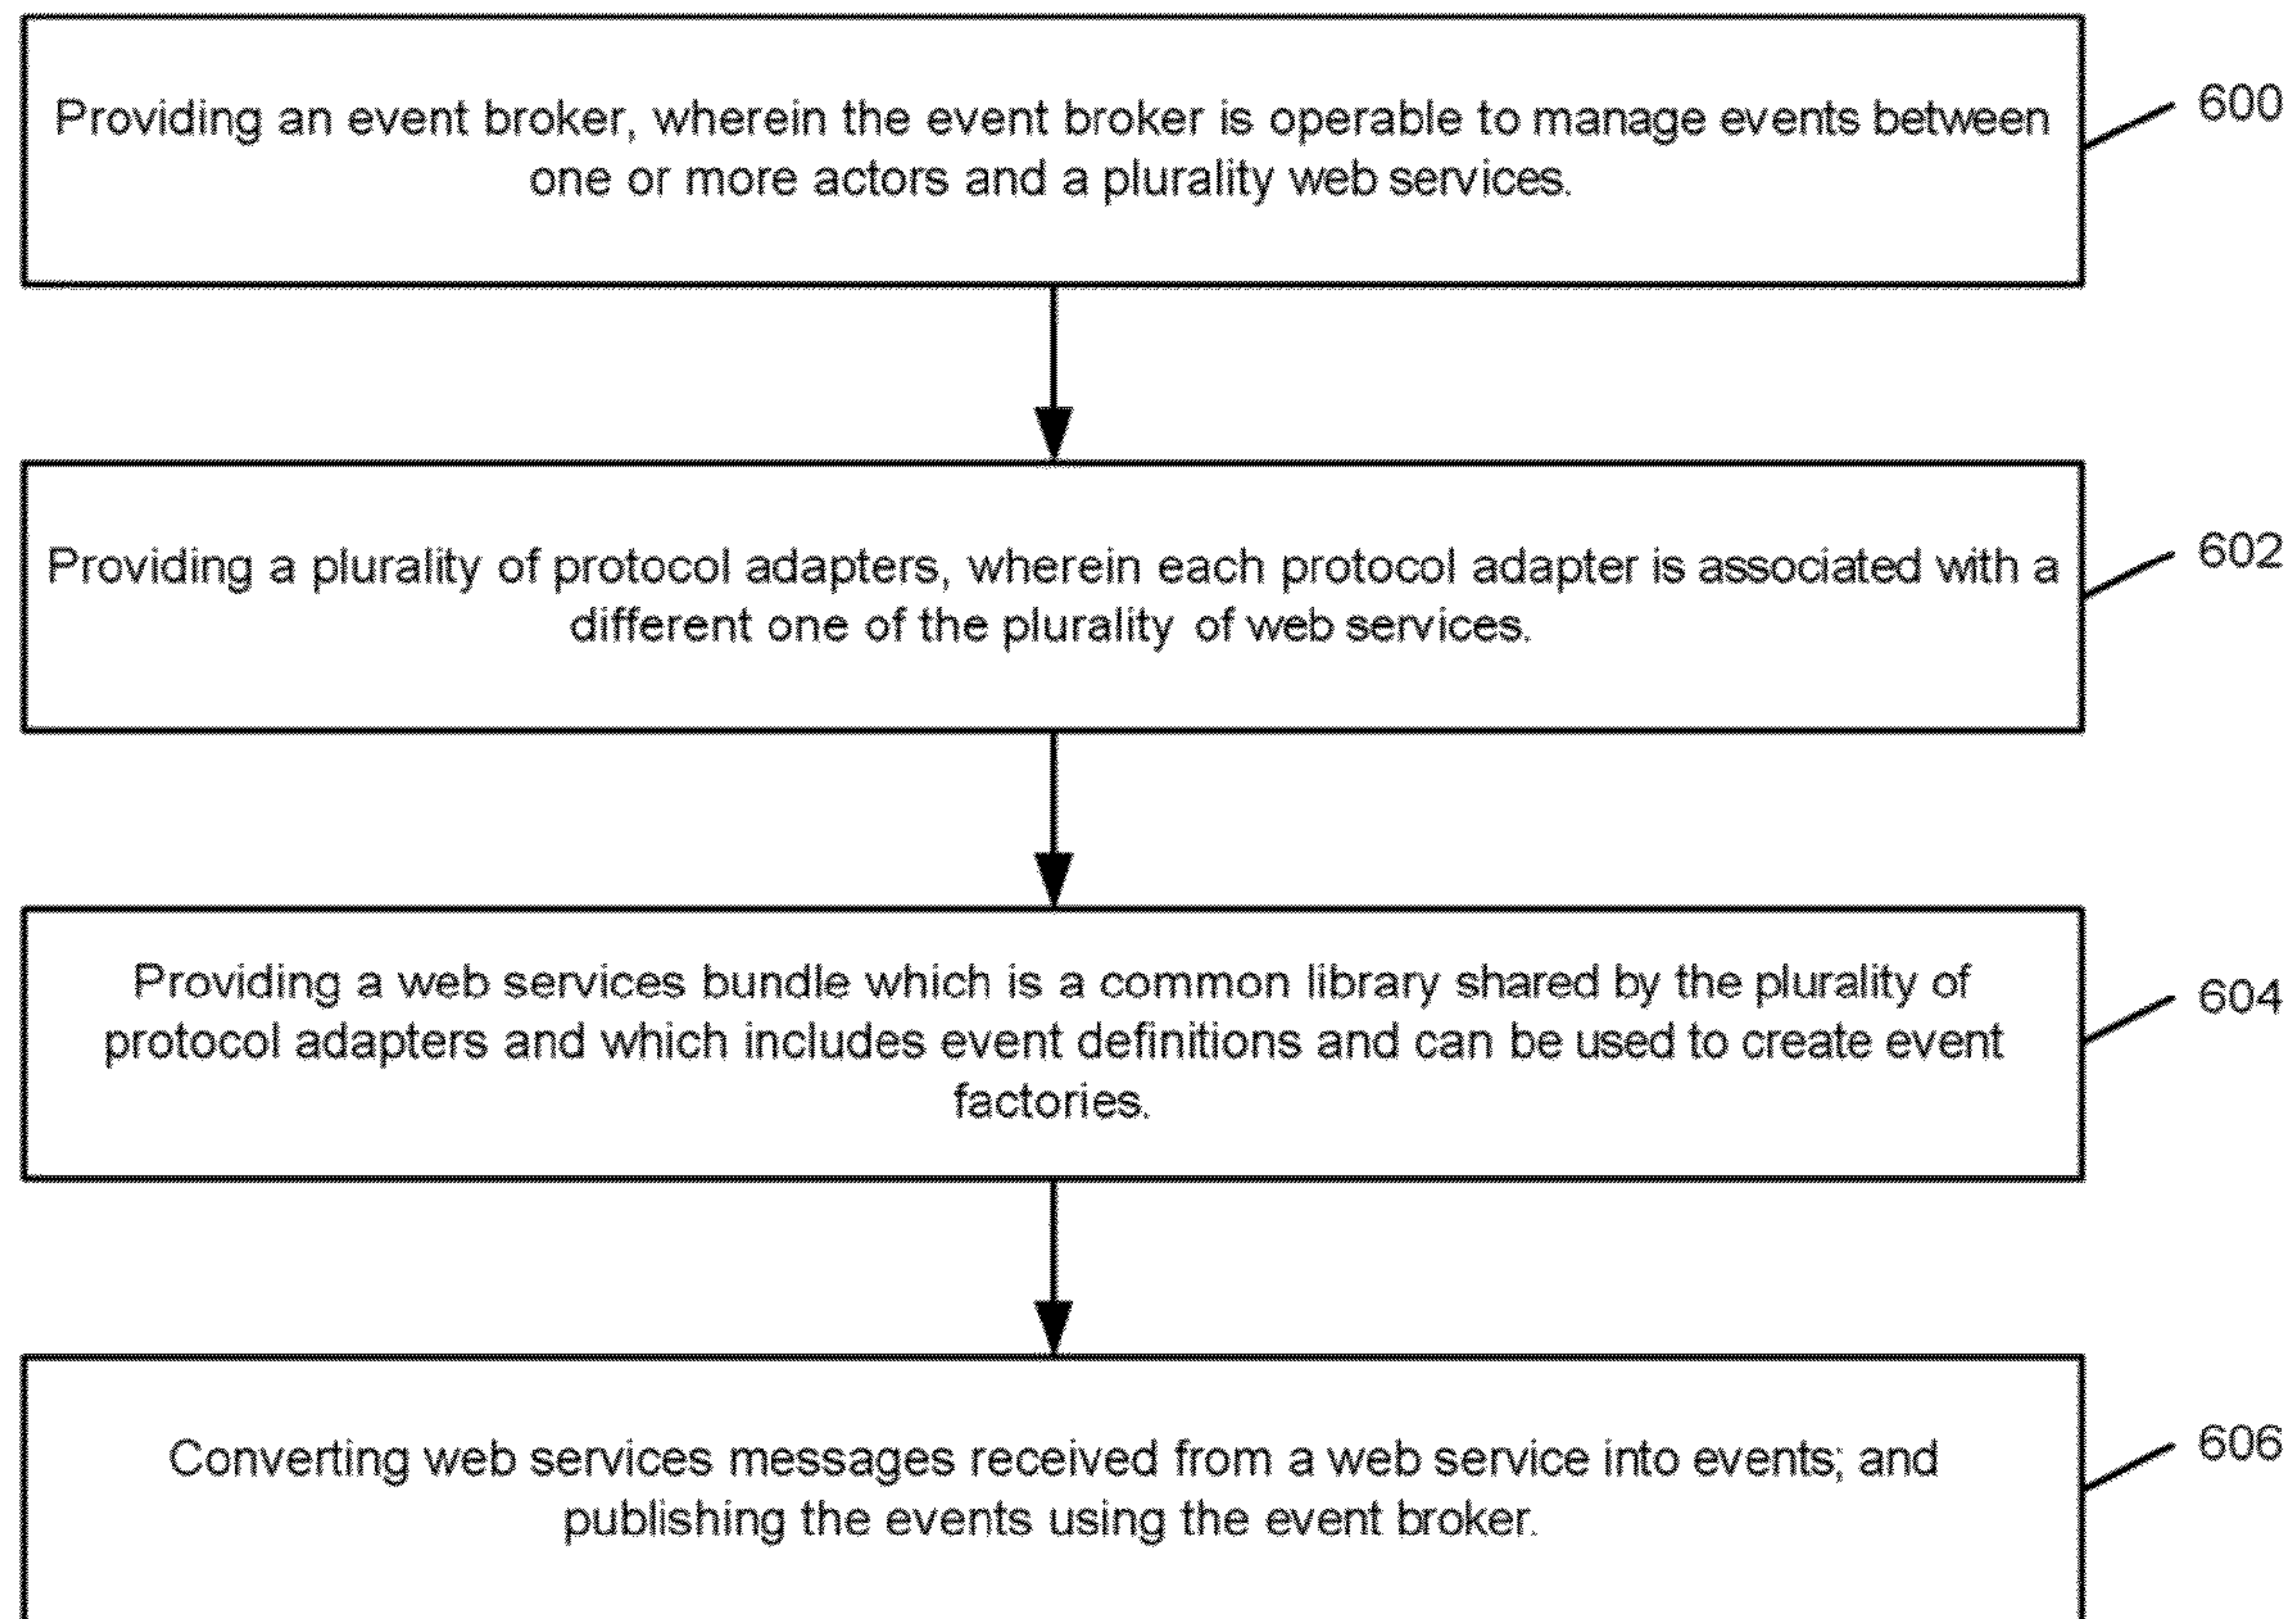 Providing an event broker, wherein the event broker is operable to manage events between
one or more actors and a plurality web services.
600
Providing a plurality of protocol adapters, wherein each protocol adapter is associated with a
different one of the plurality of web services.
602
Providing a web services bundle which is a common library shared by the plurality of
protocol adapters and which includes event definitions and can be used to create event
factories.
604
Converting web services messages received from a web service into events; and
publishing the events using the event broker.
606